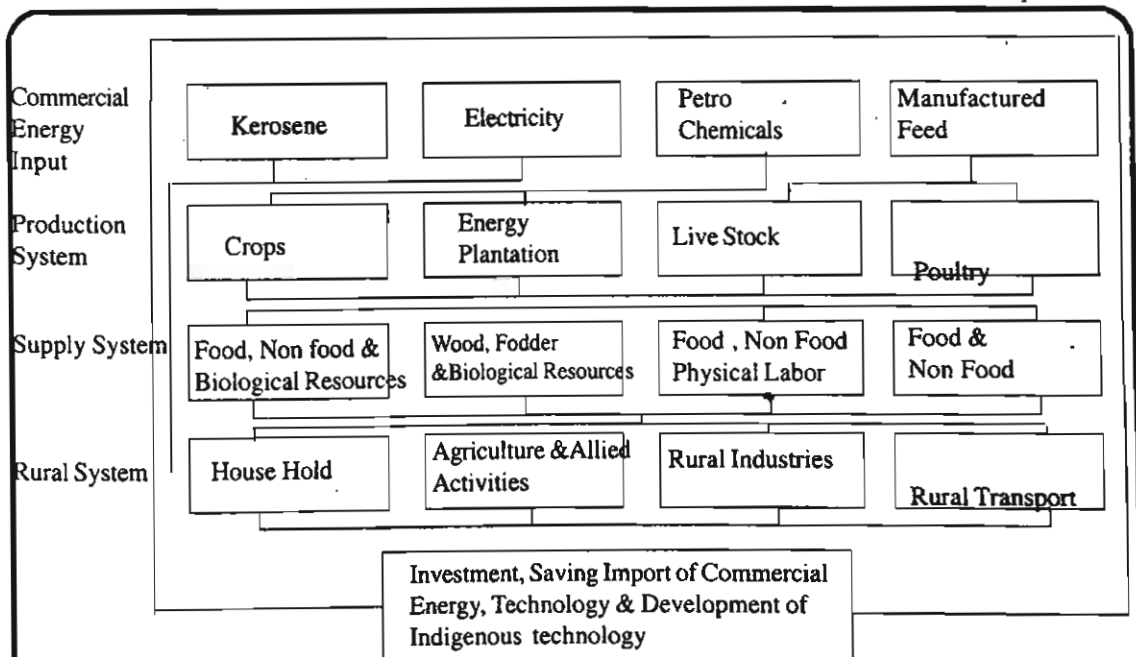 Commercial
Energy
Input
Kerosene
Electricity
Petro
Chemicals
Manufactured
Feed
Production
System
Crops
Energy
Plantation
Live Stock
Poultry
Supply System
Food, Non food &
Biological Resources
Wood, Fodder
&Biological Resources
Food , Non Food
Physical Labor
Food &
Non Food
Rural System
House Hold
Agriculture &Allied
Activities
Rural Industries
Rural Transport
Investment, Saving Import of Commercial
Energy, Technology & Development of
Indigenous technology